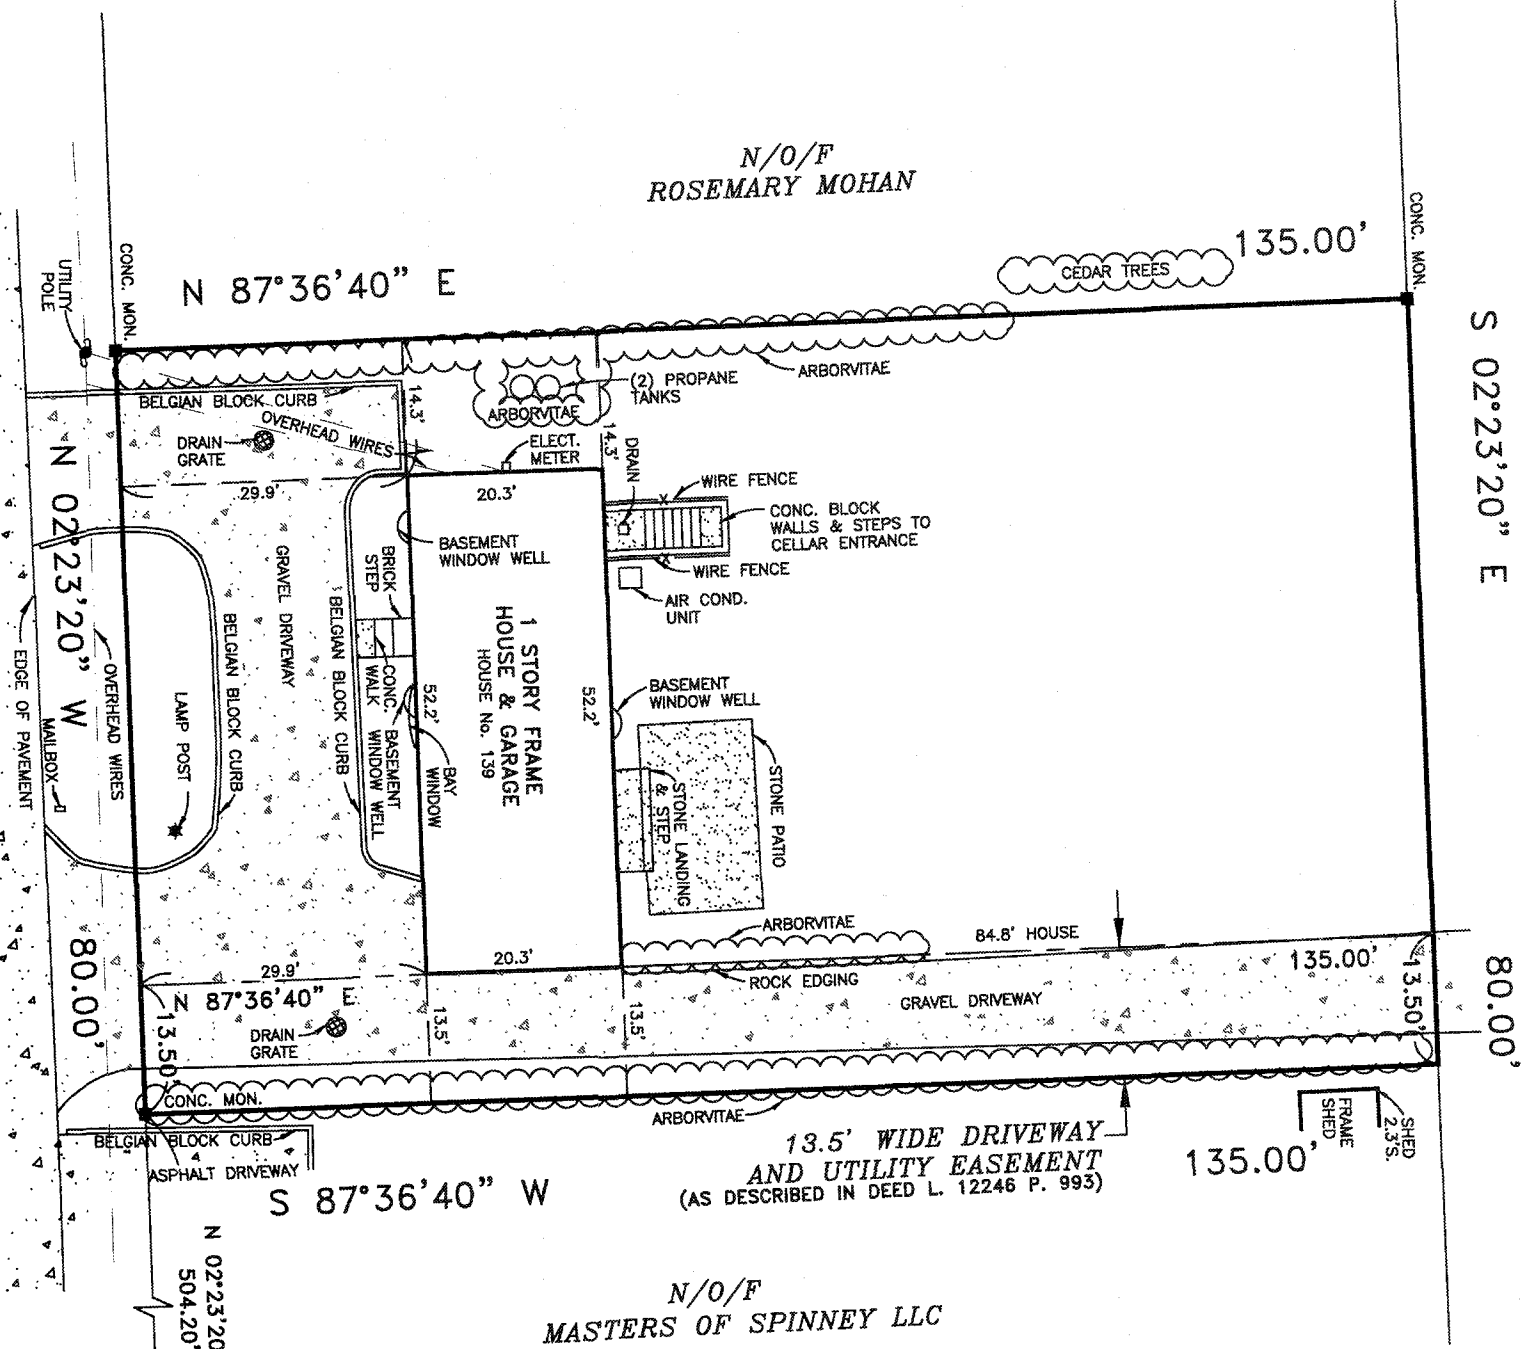 N/O/F
ROSEMARY MOHAN
CONC. MON.
135.00'
CEDAR TREES
CONC. MON.
N 87°36'40" E
UTILITY
POLE
S 02°23'20" E
80.00'
ARBORVITAE
(2) PROPANE
TANKS
ARBORVITAE
BELGIAN BLOCK CURB
OVERHEAD WIRES
14.3'
14.3'
DRAIN
GRATE
ELECT.
METER
DRAIN
29.9'
20.3'
WIRE FENCE
CONC. BLOCK
WALLS & STEPS TO
CELLAR ENTRANCE
WIRE FENCE
AIR COND.
UNIT
BASEMENT
WINDOW WELL
N 02°23'20" W
80.00'
GRAVEL DRIVEWAY
BRICK
STEP
BELGIAN BLOCK CURB
BELGIAN BLOCK CURB
CONC.
WALK
1 STORY FRAME
HOUSE & GARAGE
HOUSE No. 139
52.2'
52.2'
BASEMENT
WINDOW WELL
BASEMENT
WINDOW WELL
BAY
WINDOW
EDGE OF PAVEMENT
OVERHEAD WIRES
MAILBOX
LAMP POST
STONE PATIO
STONE LANDING
& STEP
ARBORVITAE
84.8' HOUSE
135.00'
13.50'
ROCK EDGING
GRAVEL DRIVEWAY
29.9'
20.3'
N 87°36'40" E
13.50'
DRAIN
GRATE
13.5'
13.5'
CONC. MON.
ARBORVITAE
BELGIAN BLOCK CURB
ASPHALT DRIVEWAY
13.5' WIDE DRIVEWAY
AND UTILITY EASEMENT
(AS DESCRIBED IN DEED L. 12246 P. 993)
135.00'
FRAME
SHED
SHED
2.3'S.
S 87°36'40" W
N 02°23'20
504.20'
N/O/F
MASTERS OF SPINNEY LLC